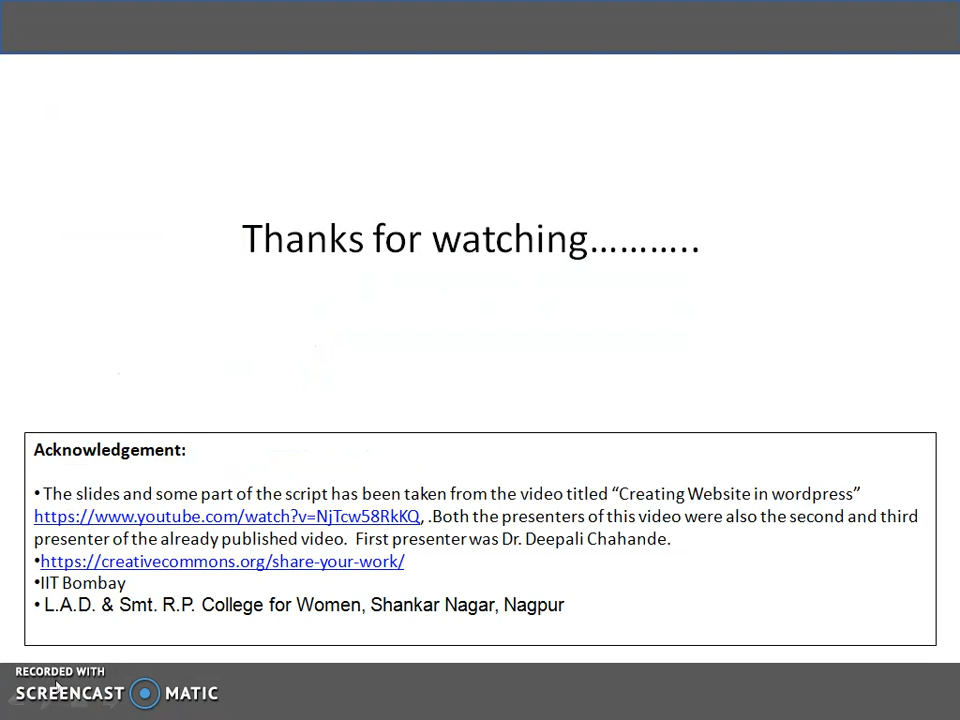 Thanks for watching………..
Acknowledgement:
•The slides and some part of the script has been taken from the video titled “Creating Website in wordpress”
https://www.youtube.com/watch?v=NjTcw58RkKQ, .Both the presenters of this video were also the second and third
presenter of the already published video.  First presenter was Dr. Deepali Chahande.
•https://creativecommons.org/share-your-work/
•IIT Bombay
• L.A.D. & Smt. R.P. College for Women, Shankar Nagar, Nagpur
RECORDED WITH
SCREENCAST MATIC